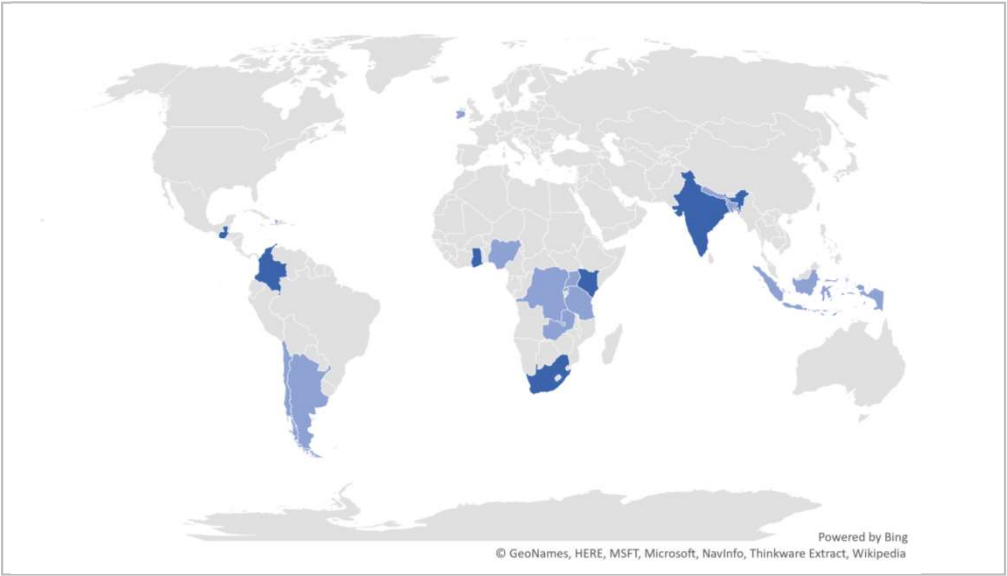 Powered by Bing
© GeoNames, HERE, MSFT, Microsoft, NavInfo, Thinkware Extract, Wikipedia